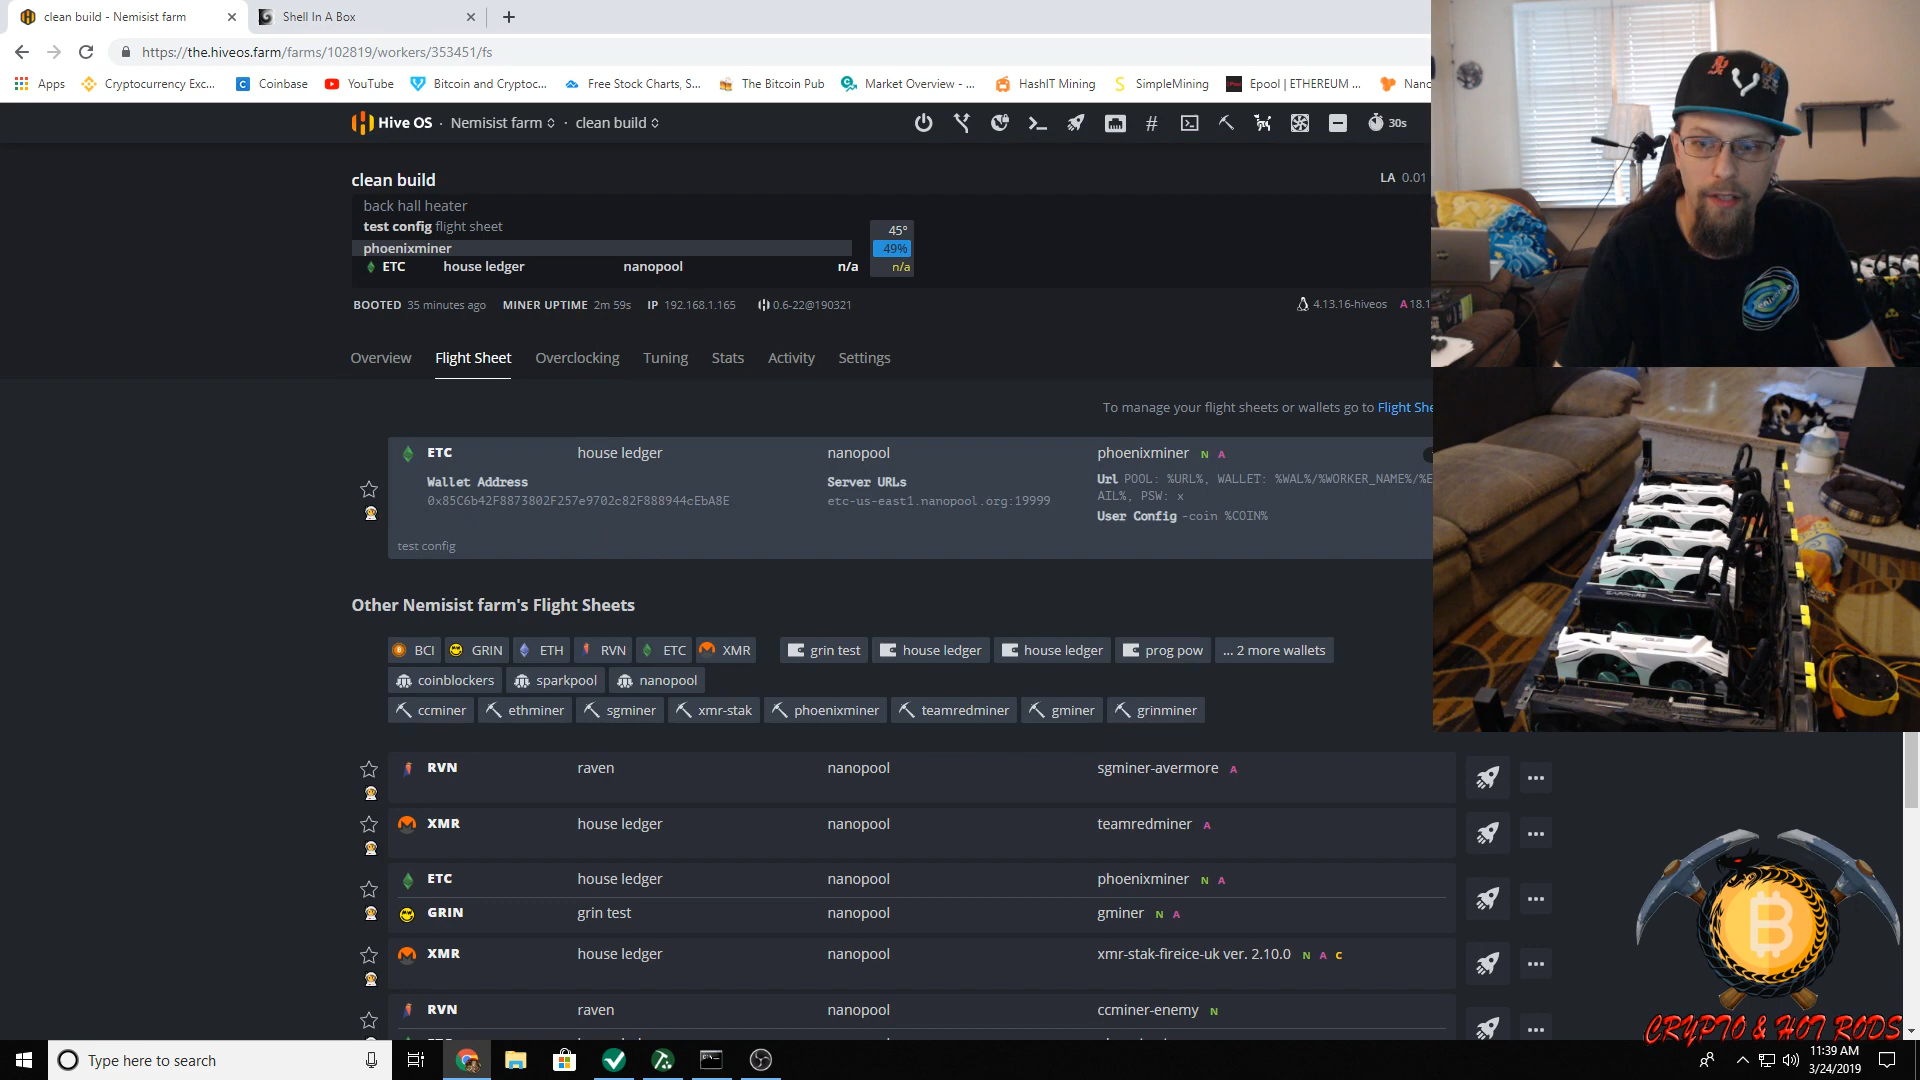 clean build - Nemisist farm
Shell In A Box
https://the.hiveos.farm/farms/102819/workers/353451/fs
Apps
Cryptocurrency Exc...
Coinbase
YouTube
Bitcoin and Cryptoc...
Free Stock Charts, S...
The Bitcoin Pub
Market Overview - ...
HashIT Mining
SimpleMining
Epool | ETHEREUM ...
Nano
Hive OS · Nemisist farm · clean build
30s
clean build
LA 0.01
back hall heater
test config flight sheet
45°
phoenixminer
49%
ETC house ledger nanopool n/a
n/a
BOOTED 35 minutes ago MINER UPTIME 2m 59s IP 192.168.1.165 0.6-22@190321
4.13.16-hiveos A 18.1
Overview Flight Sheet Overclocking Tuning Stats Activity Settings
To manage your flight sheets or wallets go to Flight She
ETC house ledger nanopool phoenixminer N A
Wallet Address
0x85C6b42F8873802F257e9702c82F888944cEbA8E
Server URLs
etc-us-east1.nanopool.org:19999
Url POOL: %URL%, WALLET: %WAL%/%WORKER_NAME%/%E
AIL%, PSW: x
User Config -coin %COIN%
test config
Other Nemisist farm's Flight Sheets
BCI GRIN ETH RVN ETC XMR grin test house ledger house ledger prog pow ... 2 more wallets
coinblockers sparkpool nanopool
ccminer ethminer sgminer xmr-stak phoenixminer teamredminer gminer grinminer
RVN raven nanopool sgminer-avermore A
XMR house ledger nanopool teamredminer A
ETC house ledger nanopool phoenixminer N A
GRIN grin test nanopool gminer N A
XMR house ledger nanopool xmr-stak-fireice-uk ver. 2.10.0 N A C
RVN raven nanopool ccminer-enemy N
SAPPHIRE
ASUS
CRYPTO & HOT RODS
Type here to search
11:39 AM
3/24/2019